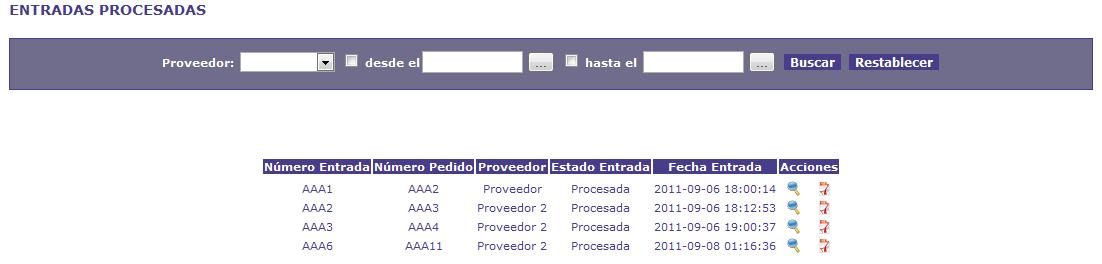 ENTRADAS PROCESADAS
Proveedor: desde el ... hasta el ... Buscar Restablecer
Número Entrada Número Pedido Proveedor Estado Entrada Fecha Entrada Acciones
AAA1 AAA2 Proveedor Procesada 2011-09-06 18:00:14
AAA2 AAA3 Proveedor 2 Procesada 2011-09-06 18:12:53
AAA3 AAA4 Proveedor 2 Procesada 2011-09-06 19:00:37
AAA6 AAA11 Proveedor 2 Procesada 2011-09-08 01:16:36